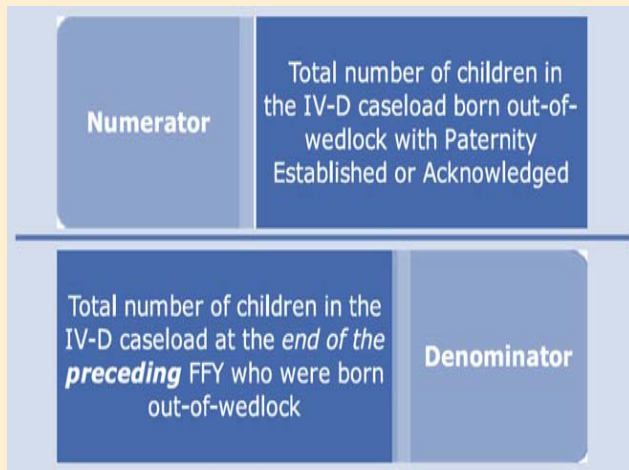 Numerator
Total number of children in
the IV-D caseload born out-of-
wedlock with Paternity
Established or Acknowledged
Total number of children in the
IV-D caseload at the end of the
preceding FFY who were born
out-of-wedlock
Denominator